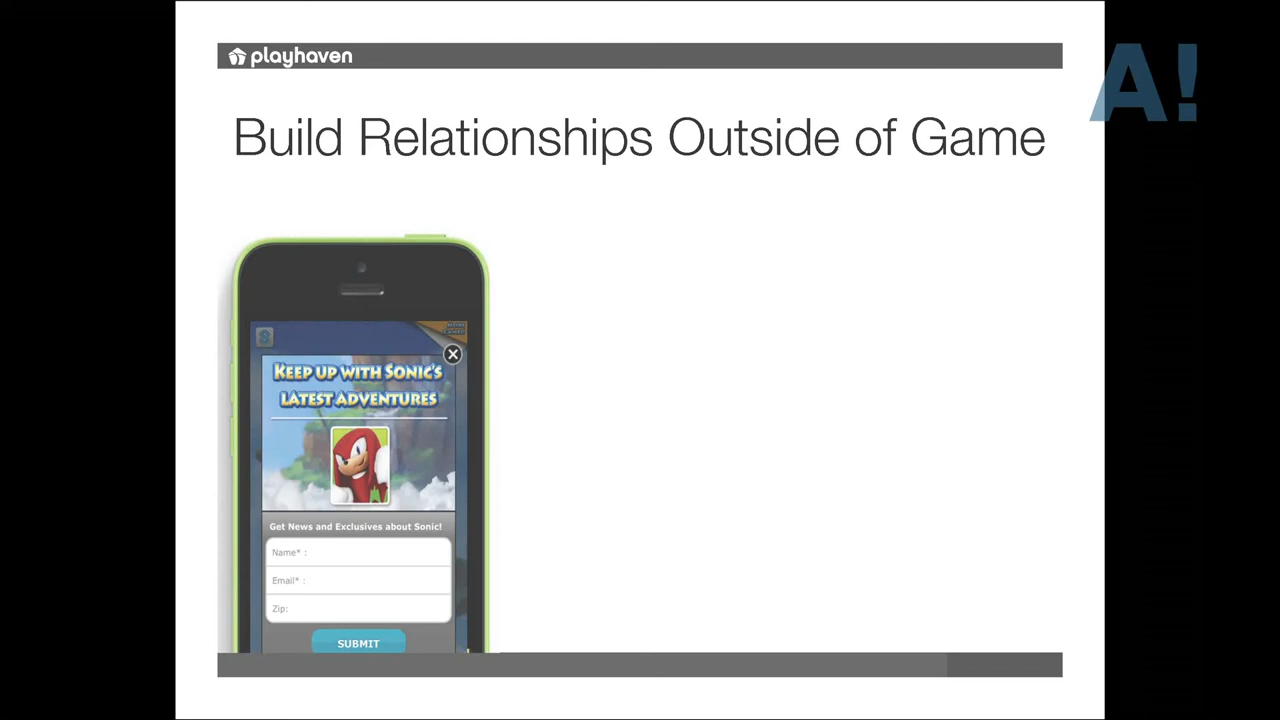 playhaven
A!
Build Relationships Outside of Game
KEEP UP WITH SONIC'S
LATEST ADVENTURES
Get News and Exclusives about Sonic!
Name* :
Email* :
Zip:
SUBMIT